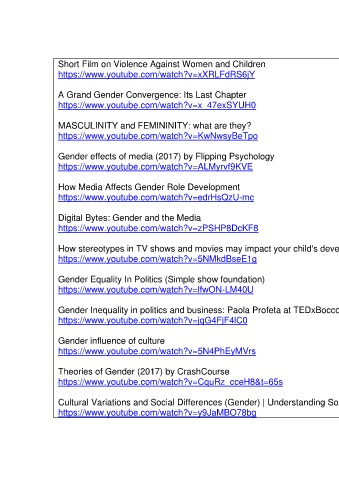 Short Film on Violence Against Women and Children
https://www.youtube.com/watch?v=xXRLFdRS6jY
A Grand Gender Convergence: Its Last Chapter
https://www.youtube.com/watch?v=x_47exSYUH0
MASCULINITY and FEMININITY: what are they?
https://www.youtube.com/watch?v=KwNwsyBeTpo
Gender effects of media (2017) by Flipping Psychology
https://www.youtube.com/watch?v=ALMyrvf9KVE
How Media Affects Gender Role Development
https://www.youtube.com/watch?v=edrHsQzU-mc
Digital Bytes: Gender and the Media
https://www.youtube.com/watch?v=zPSHP8DcKF8
How stereotypes in TV shows and movies may impact your child's deve
https://www.youtube.com/watch?v=5NMkdBseE1g
Gender Equality In Politics (Simple show foundation)
https://www.youtube.com/watch?v=lfwON-LM40U
Gender Inequality in politics and business: Paola Profeta at TEDxBocco
https://www.youtube.com/watch?v=jqG4FjF4lC0
Gender influence of culture
https://www.youtube.com/watch?v=5N4PhEyMVrs
Theories of Gender (2017) by CrashCourse
https://www.youtube.com/watch?v=CquRz_cceH8&t=65s
Cultural Variations and Social Differences (Gender) | Understanding So
https://www.youtube.com/watch?v=y9JaMBO78bg